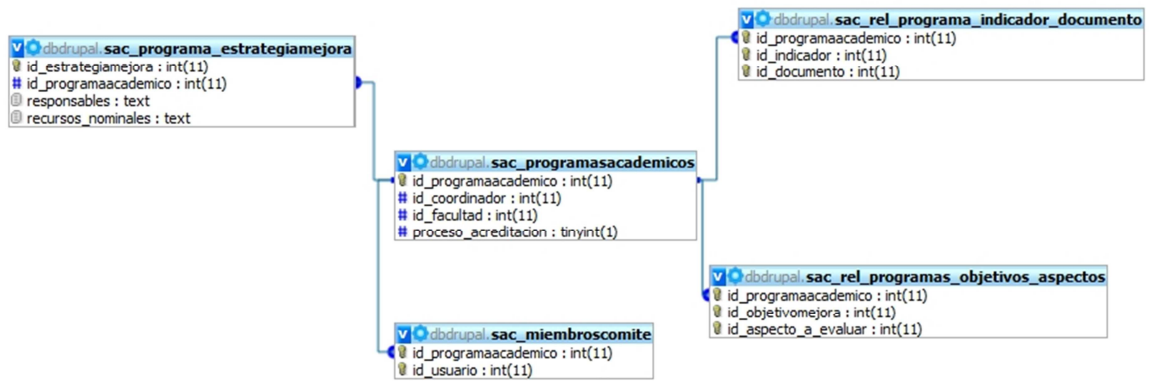 dbdrupal.sac_programa_estrategiamejora
id_estrategiamejora : int(11)
id_programaacademico : int(11)
responsables : text
recursos_nominales : text
dbdrupal.sac_rel_programa_indicador_documento
id_programaacademico : int(11)
id_indicador : int(11)
id_documento : int(11)
dbdrupal.sac_programasacademicos
id_programaacademico : int(11)
id_coordinador : int(11)
id_facultad : int(11)
proceso_acreditacion : tinyint(1)
dbdrupal.sac_rel_programas_objetivos_aspectos
id_programaacademico : int(11)
id_objetivomejora : int(11)
id_aspecto_a_evaluar : int(11)
dbdrupal.sac_miembroscomite
id_programaacademico : int(11)
id_usuario : int(11)